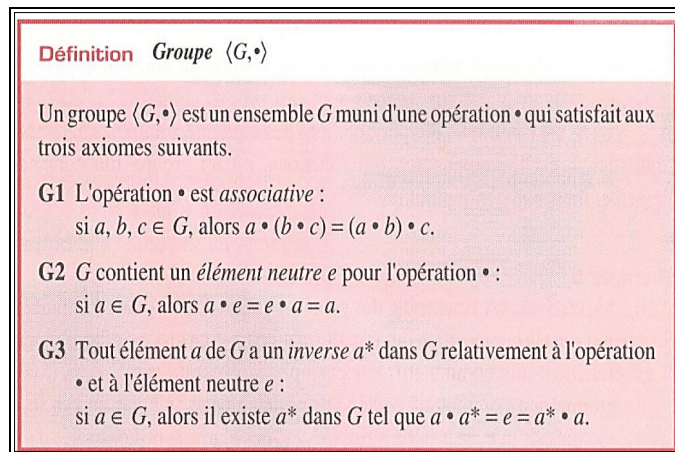 Définition Groupe ⟨G,•⟩
Un groupe ⟨G,•⟩ est un ensemble G muni d'une opération • qui satisfait aux
trois axiomes suivants.
G1 L'opération • est associative :
si a, b, c ∈ G, alors a • (b • c) = (a • b) • c.
G2 G contient un élément neutre e pour l'opération • :
si a ∈ G, alors a • e = e • a = a.
G3 Tout élément a de G a un inverse a* dans G relativement à l'opération
• et à l'élément neutre e :
si a ∈ G, alors il existe a* dans G tel que a • a* = e = a* • a.